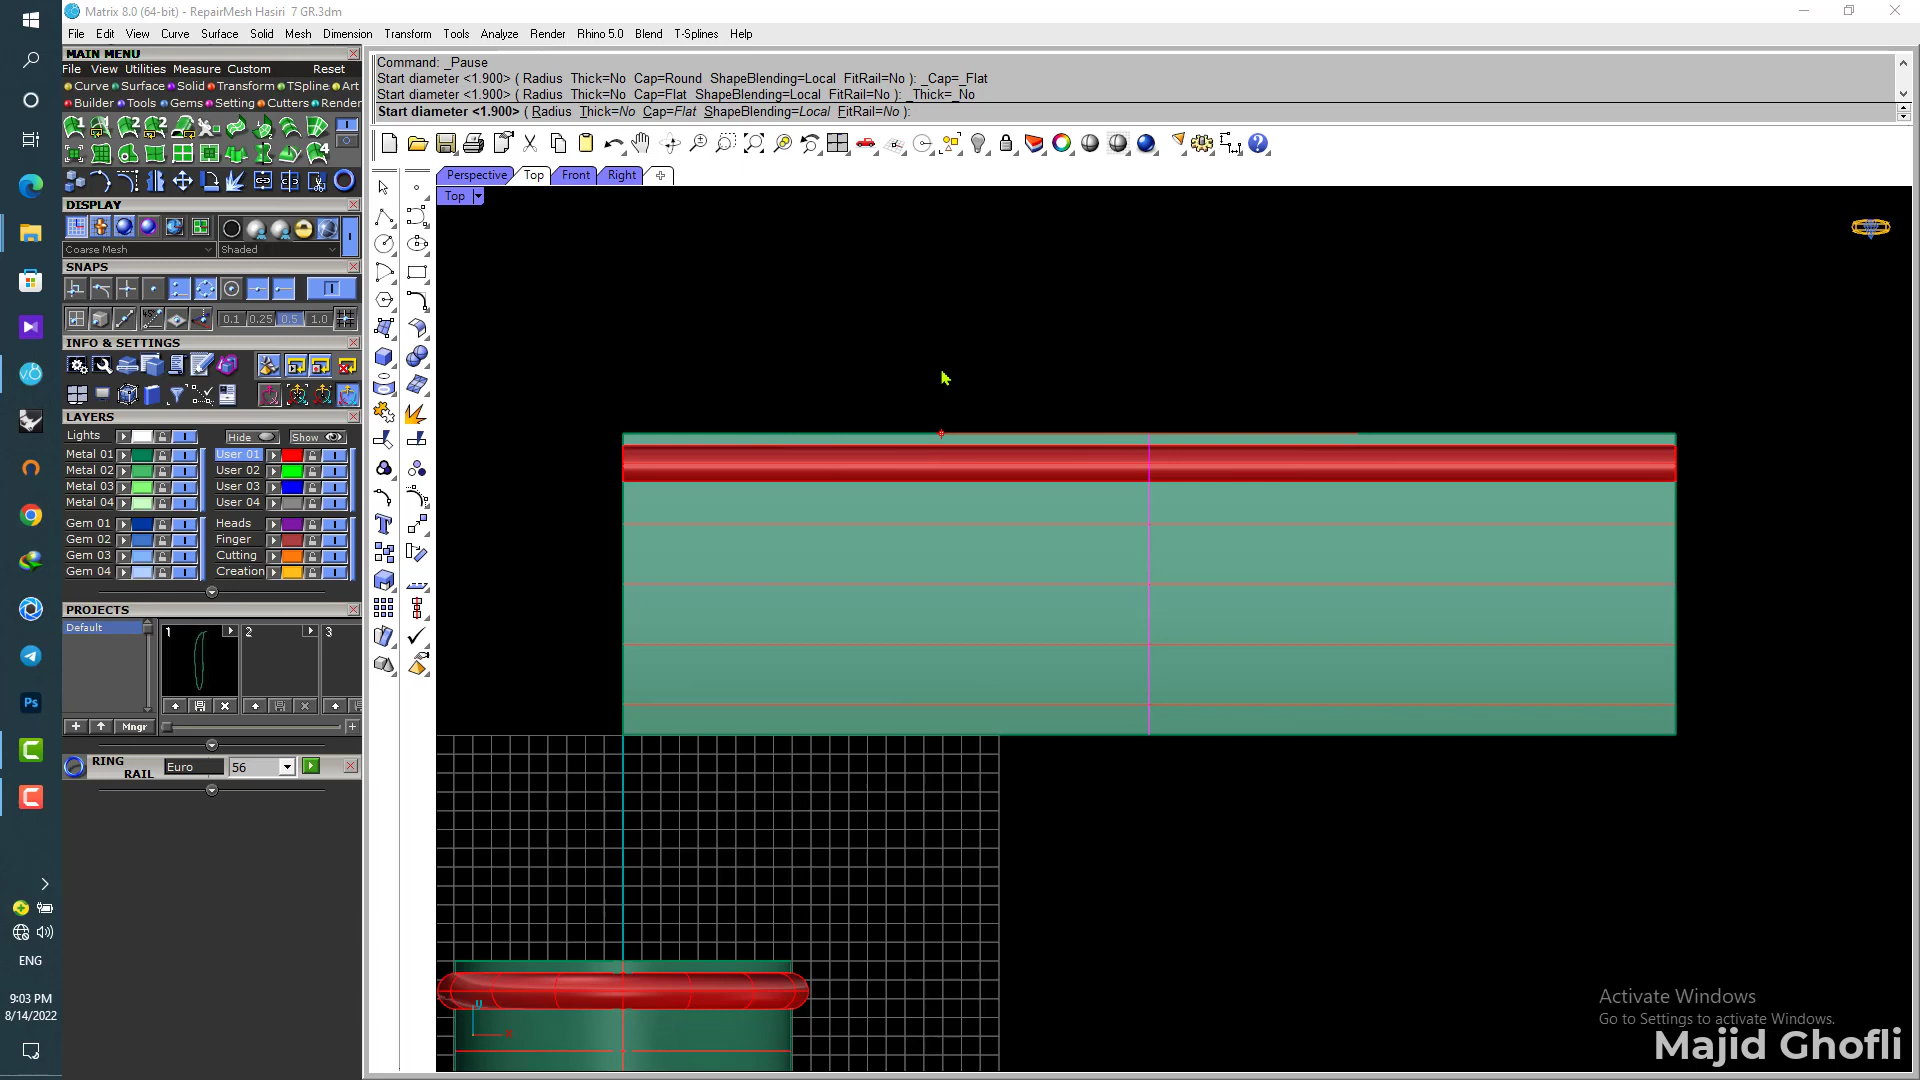 Matrix 8.0 (64-bit) - RepairMesh Hasiri 7 GR.3dm
File Edit View Curve Surface Solid Mesh Dimension Transform Tools Analyze Render Rhino 5.0 Blend T-Splines Help
MAIN MENU
File View Utilities Measure Custom Reset
Curve Surface Solid Transform TSpline Art
Builder Tools Gems Setting Cutters Render
Command: _Pause
Start diameter <1.900> ( Radius Thick=No Cap=Round ShapeBlending=Local FitRail=No ): _Cap=_Flat
Start diameter <1.900> ( Radius Thick=No Cap=Flat ShapeBlending=Local FitRail=No ): _Thick=_No
Start diameter <1.900> ( Radius Thick=No Cap=Flat ShapeBlending=Local FitRail=No ):
Perspective Top Front Right
Top
DISPLAY
Coarse Mesh Shaded
SNAPS
45°
0.1 0.25 0.5 1.0
INFO & SETTINGS
LAYERS
Lights Hide Show
Metal 01 User 01
Metal 02 User 02
Metal 03 User 03
Metal 04 User 04
Gem 01 Heads
Gem 02 Finger
Gem 03 Cutting
Gem 04 Creation
PROJECTS
Default 1 2 3
Mngr
RING RAIL Euro 56
ENG
9:03 PM
8/14/2022
Activate Windows
Go to Settings to activate Windows.
Majid Ghofli